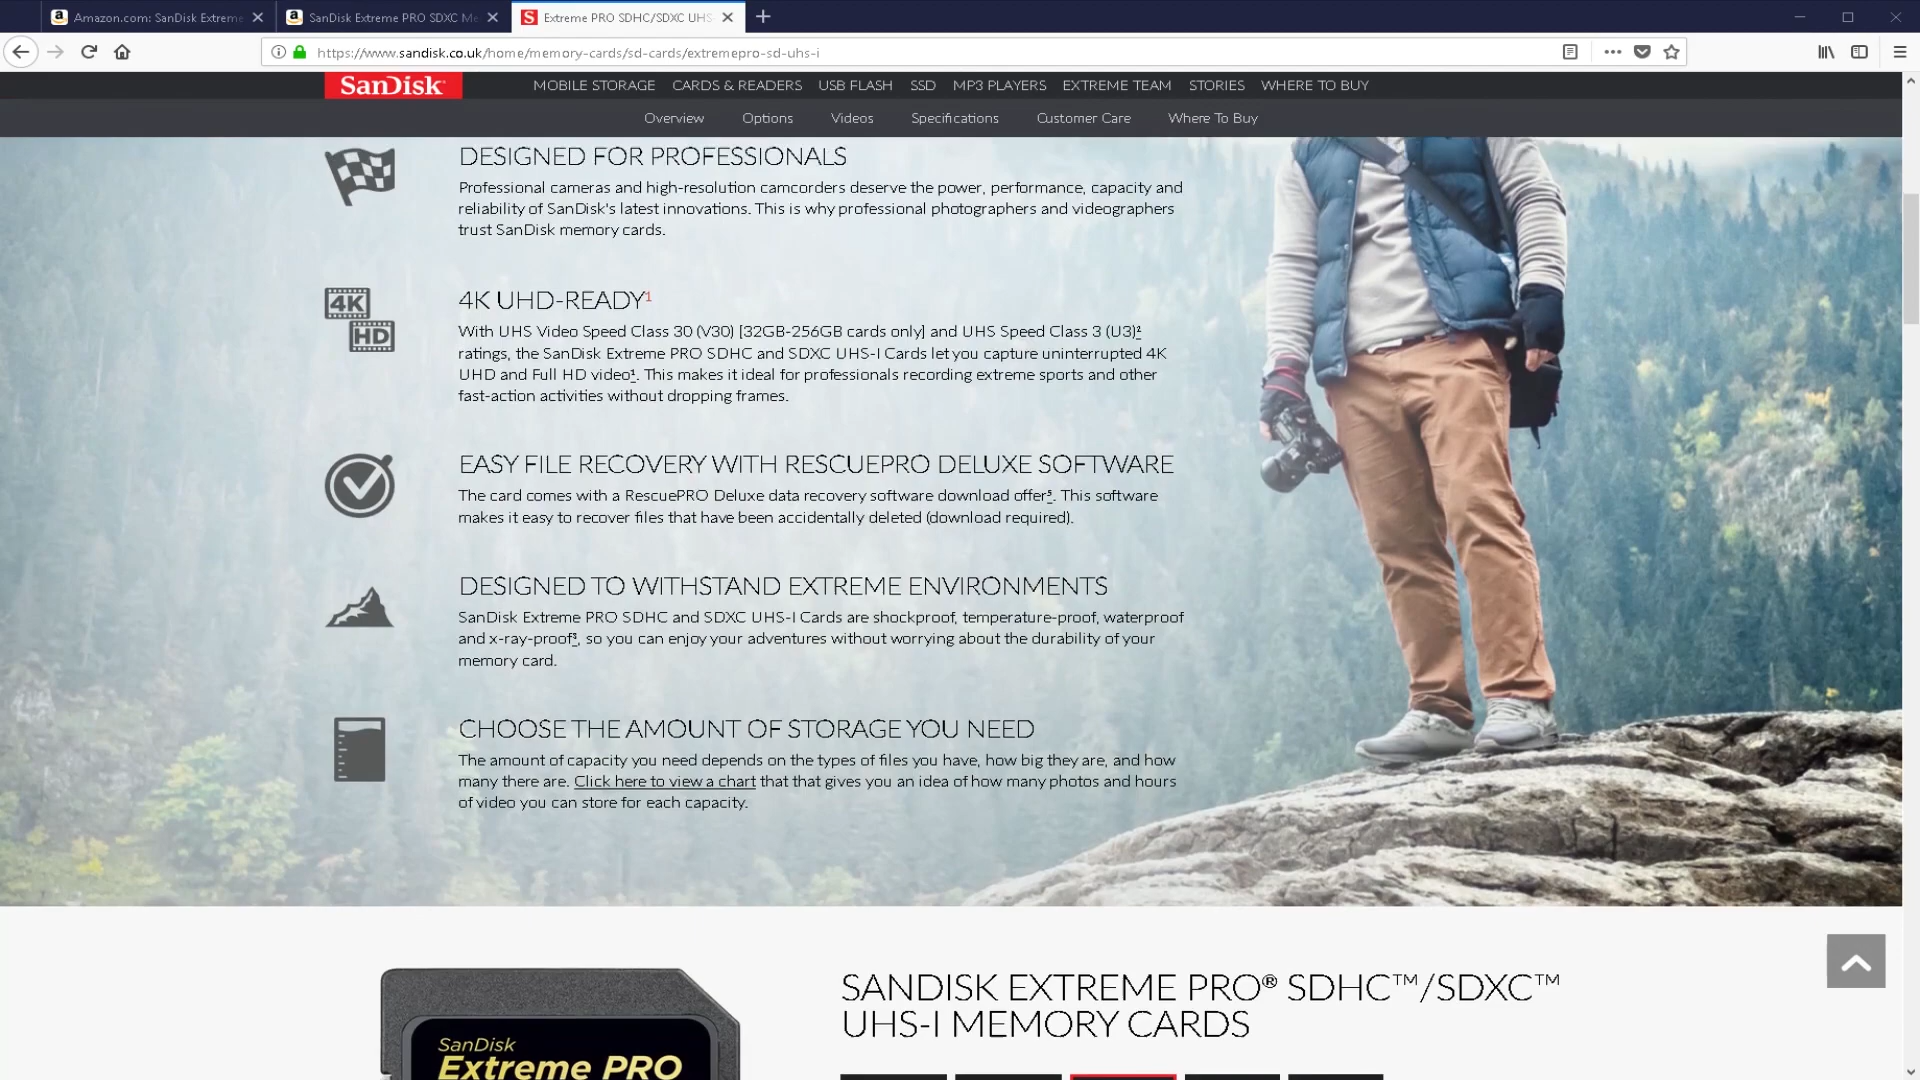 Amazon.com: SanDisk Extreme
SanDisk Extreme PRO SDXC Me
Extreme PRO SDHC/SDXC UHS-
https://www.sandisk.co.uk/home/memory-cards/sd-cards/extremepro-sd-uhs-i
SanDisk
MOBILE STORAGE CARDS & READERS USB FLASH SSD MP3 PLAYERS EXTREME TEAM STORIES WHERE TO BUY
Overview Options Videos Specifications Customer Care Where To Buy
DESIGNED FOR PROFESSIONALS
Professional cameras and high-resolution camcorders deserve the power, performance, capacity and
reliability of SanDisk's latest innovations. This is why professional photographers and videographers
trust SanDisk memory cards.
4K HD
4K UHD-READY1
With UHS Video Speed Class 30 (V30) [32GB-256GB cards only] and UHS Speed Class 3 (U3)2
ratings, the SanDisk Extreme PRO SDHC and SDXC UHS-I Cards let you capture uninterrupted 4K
UHD and Full HD video1. This makes it ideal for professionals recording extreme sports and other
fast-action activities without dropping frames.
EASY FILE RECOVERY WITH RESCUEPRO DELUXE SOFTWARE
The card comes with a RescuePRO Deluxe data recovery software download offer5. This software
makes it easy to recover files that have been accidentally deleted (download required).
DESIGNED TO WITHSTAND EXTREME ENVIRONMENTS
SanDisk Extreme PRO SDHC and SDXC UHS-I Cards are shockproof, temperature-proof, waterproof
and x-ray-proof3, so you can enjoy your adventures without worrying about the durability of your
memory card.
CHOOSE THE AMOUNT OF STORAGE YOU NEED
The amount of capacity you need depends on the types of files you have, how big they are, and how
many there are. Click here to view a chart that that gives you an idea of how many photos and hours
of video you can store for each capacity.
SanDisk
Extreme PRO
SANDISK EXTREME PRO® SDHC™/SDXC™
UHS-I MEMORY CARDS